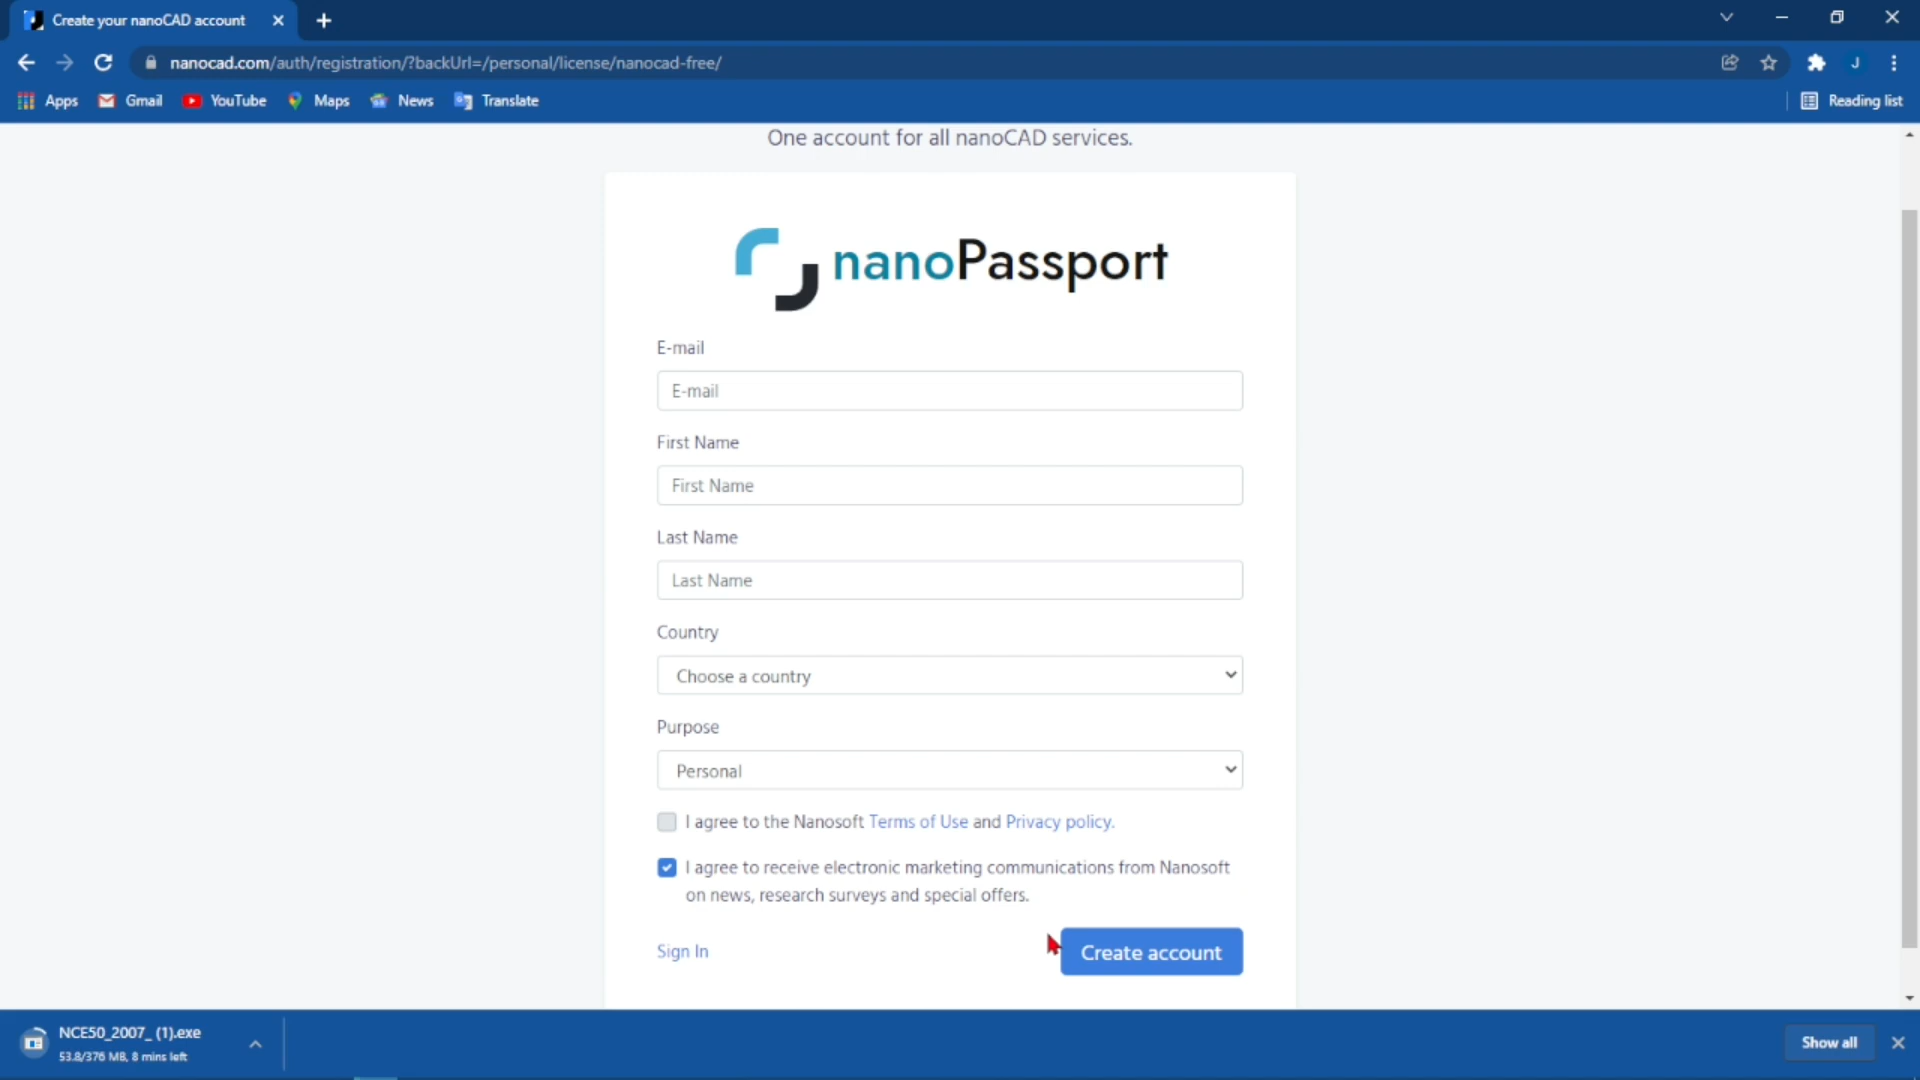 Create your nanoCAD account
nanocad.com/auth/registration/?backUrl=/personal/license/nanocad-free/
J
Apps Gmail YouTube Maps News Translate Reading list
One account for all nanoCAD services.
nanoPassport
E-mail
E-mail
First Name
First Name
Last Name
Last Name
Country
Choose a country
Purpose
Personal
I agree to the Nanosoft Terms of Use and Privacy policy.
I agree to receive electronic marketing communications from Nanosoft
on news, research surveys and special offers.
Sign In Create account
NCE50_2007_ (1).exe
53.8/376 MB, 8 mins left
Show all